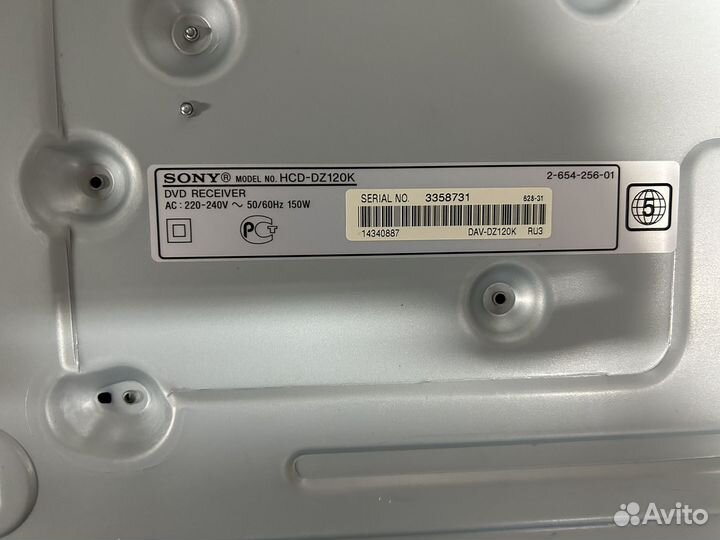 SONY® MODEL NO. HCD-DZ120K 2-654-256-01
DVD RECEIVER
AC: 220-240V ~ 50/60Hz 150W
SERIAL NO. 3358731 628-31
14340887 DAV-DZ120K RU3
РСТ
5
Avito